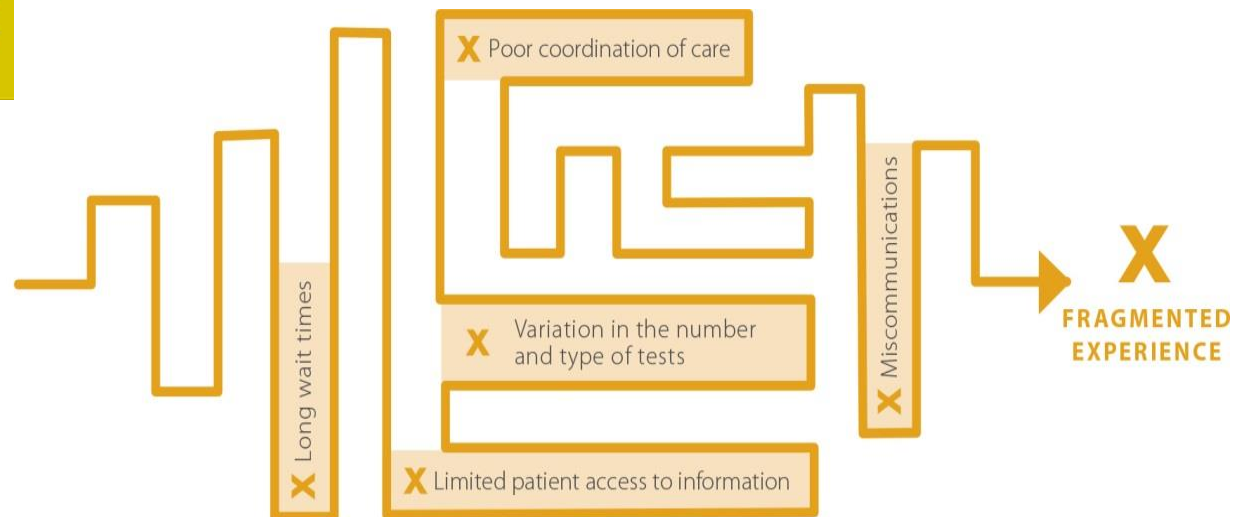 X Poor coordination of care
X Long wait times
X Variation in the number
and type of tests
X Limited patient access to information
X Miscommunications
X
FRAGMENTED
EXPERIENCE